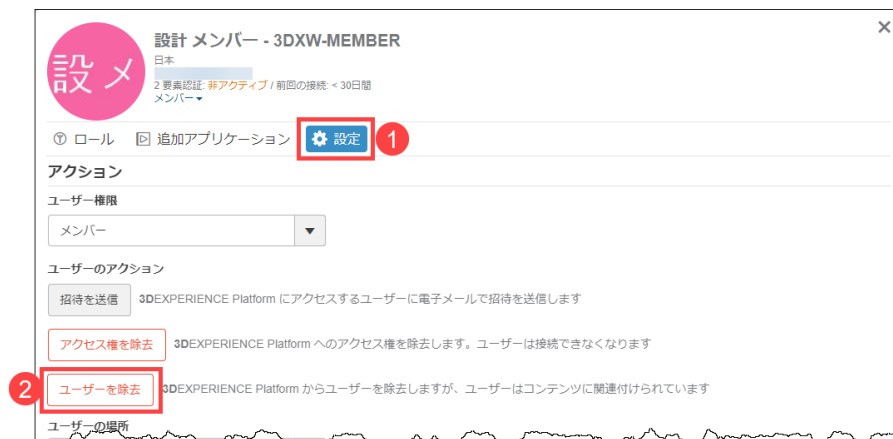 設計 メンバー - 3DXW-MEMBER
設メ
日本
2 要素認証: 非アクティブ / 前回の接続: < 30日間
メンバー
ロール 追加アプリケーション 設定 1
アクション
ユーザー権限
メンバー
ユーザーのアクション
招待を送信 3DEXPERIENCE Platform にアクセスするユーザーに電子メールで招待を送信します
アクセス権を除去 3DEXPERIENCE Platform へのアクセス権を除去します。ユーザーは接続できなくなります
2 ユーザーを除去 3DEXPERIENCE Platform からユーザーを除去しますが、ユーザーはコンテンツに関連付けられています
ユーザーの場所